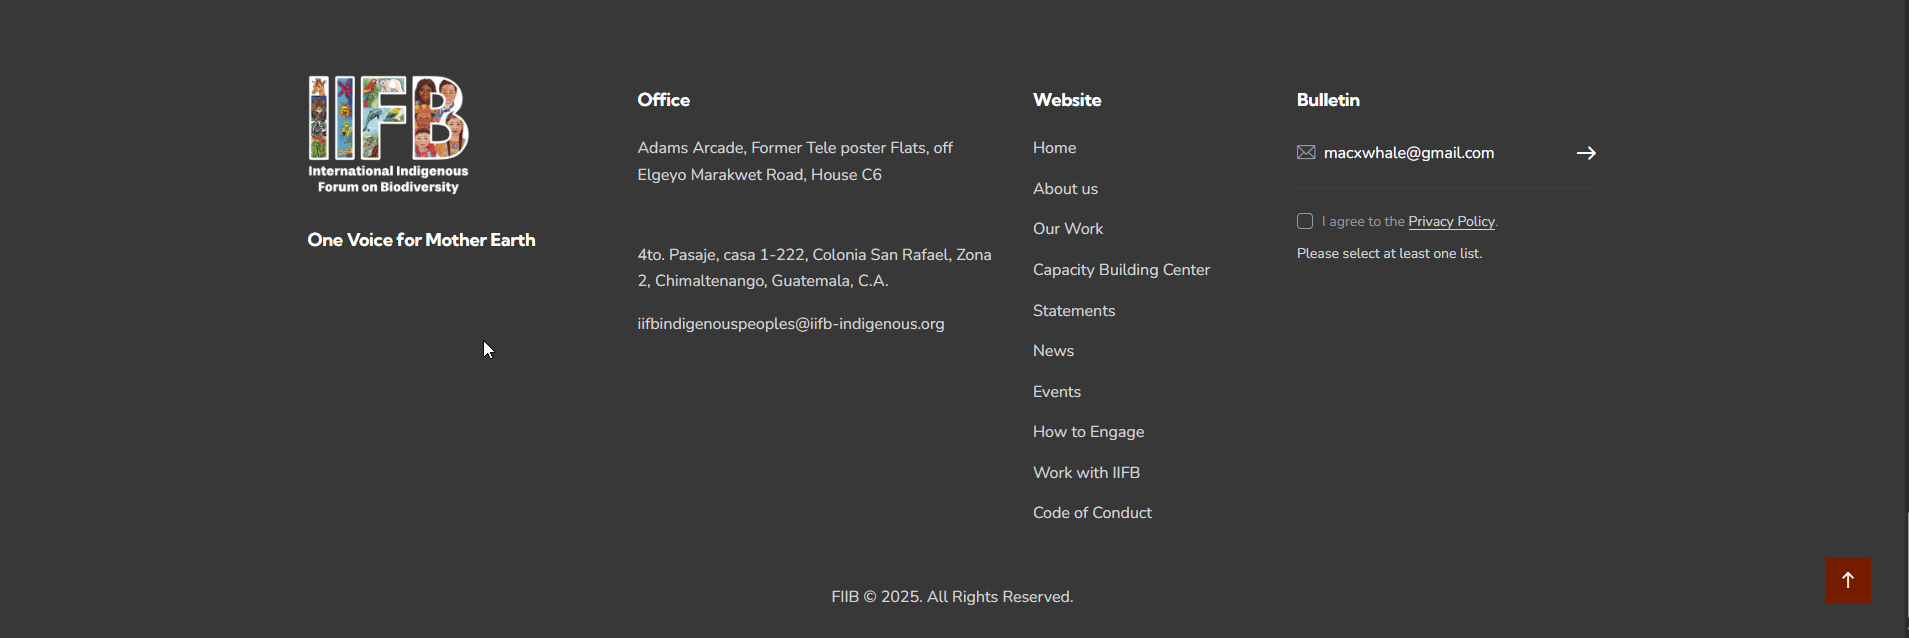 IIFB
International Indigenous
Forum on Biodiversity
One Voice for Mother Earth
Office
Adams Arcade, Former Tele poster Flats, off
Elgeyo Marakwet Road, House C6
4to. Pasaje, casa 1-222, Colonia San Rafael, Zona
2, Chimaltenango, Guatemala, C.A.
iifbindigenouspeoples@iifb-indigenous.org
Website
Home
About us
Our Work
Capacity Building Center
Statements
News
Events
How to Engage
Work with IIFB
Code of Conduct
Bulletin
macxwhale@gmail.com
I agree to the Privacy Policy.
Please select at least one list.
FIIB © 2025. All Rights Reserved.